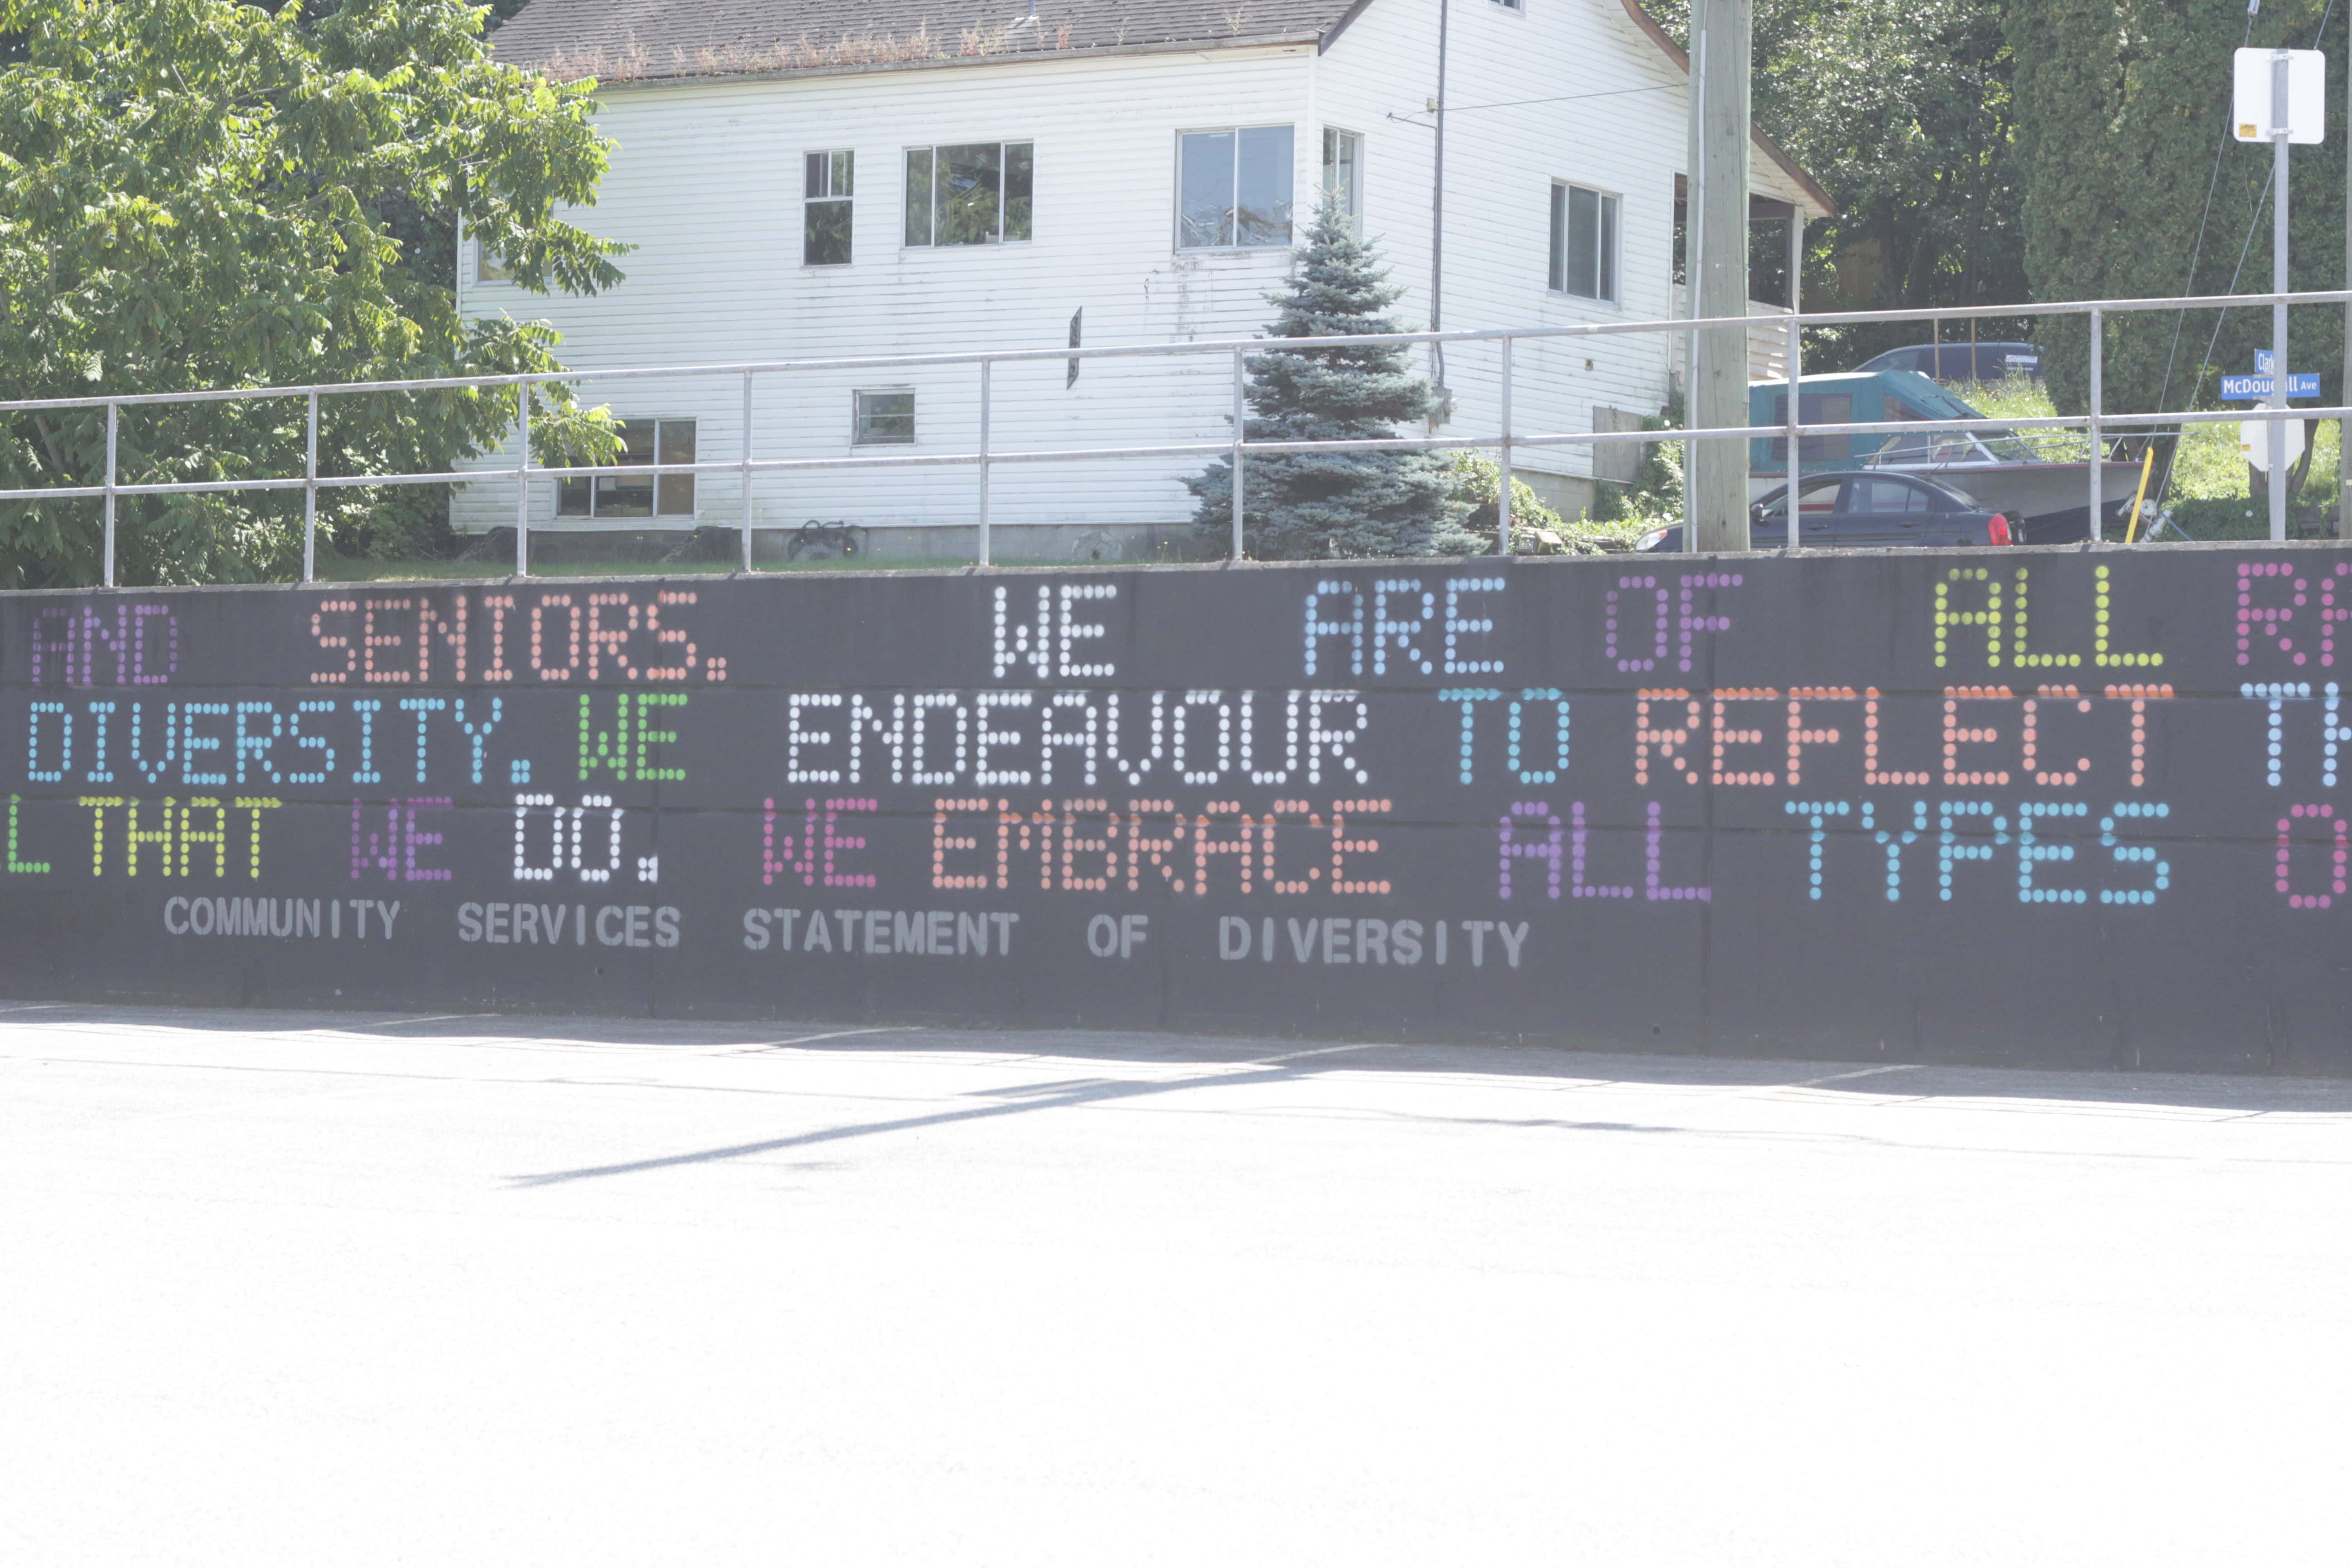 Clark
McDougall Ave
AND SENIORS. WE ARE OF ALL
DIVERSITY. WE ENDEAVOUR TO REFLECT
THAT WE DO. WE EMBRACE ALL TYPES
COMMUNITY SERVICES STATEMENT OF DIVERSITY